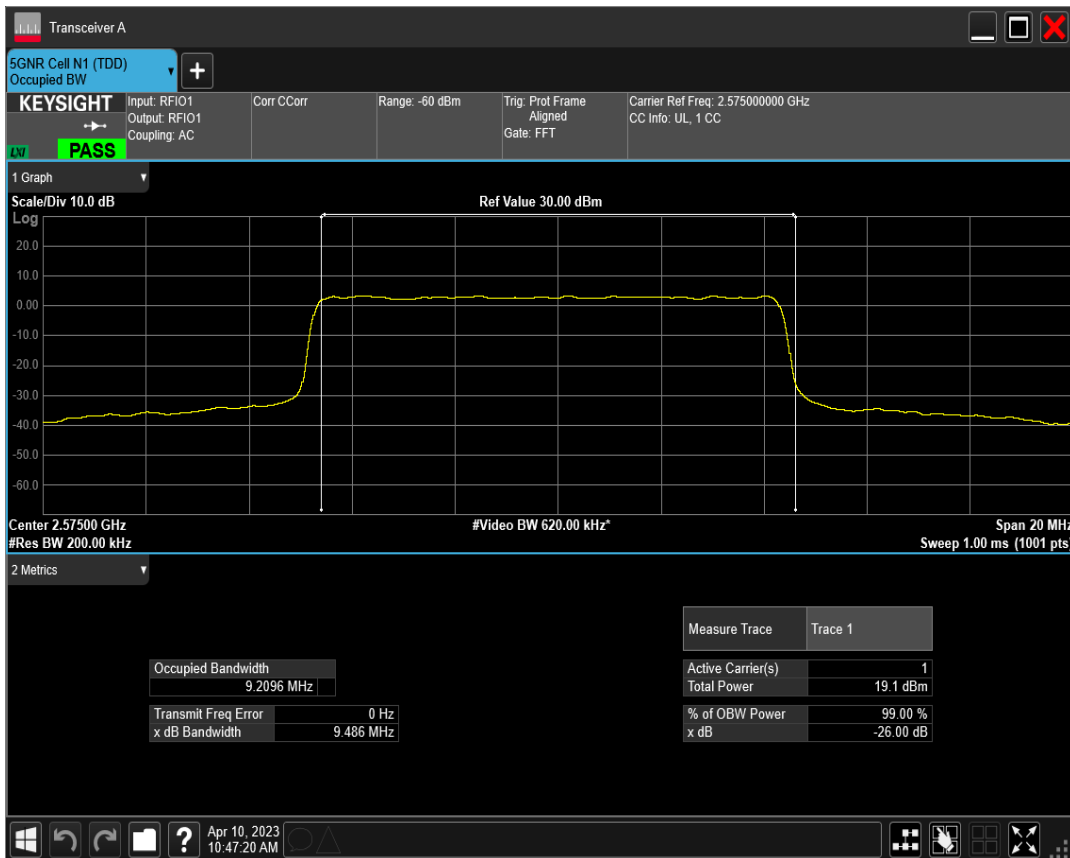 Transceiver A
5GNR Cell N1 (TDD)
Occupied BW
KEYSIGHT
LXI
PASS
Input: RFIO1
Output: RFIO1
Coupling: AC
Corr CCorr
Range: -60 dBm
Trig: Prot Frame
Aligned
Gate: FFT
Carrier Ref Freq: 2.575000000 GHz
CC Info: UL, 1 CC
1 Graph
Scale/Div 10.0 dB
Ref Value 30.00 dBm
Log
20.0
10.0
0.00
-10.0
-20.0
-30.0
-40.0
-50.0
-60.0
Center 2.57500 GHz
#Video BW 620.00 kHz*
Span 20 MHz
#Res BW 200.00 kHz
Sweep 1.00 ms (1001 pts)
2 Metrics
Measure Trace Trace 1
Occupied Bandwidth
9.2096 MHz
Active Carrier(s) 1
Total Power 19.1 dBm
Transmit Freq Error 0 Hz
x dB Bandwidth 9.486 MHz
% of OBW Power 99.00 %
x dB -26.00 dB
?
Apr 10, 2023
10:47:20 AM